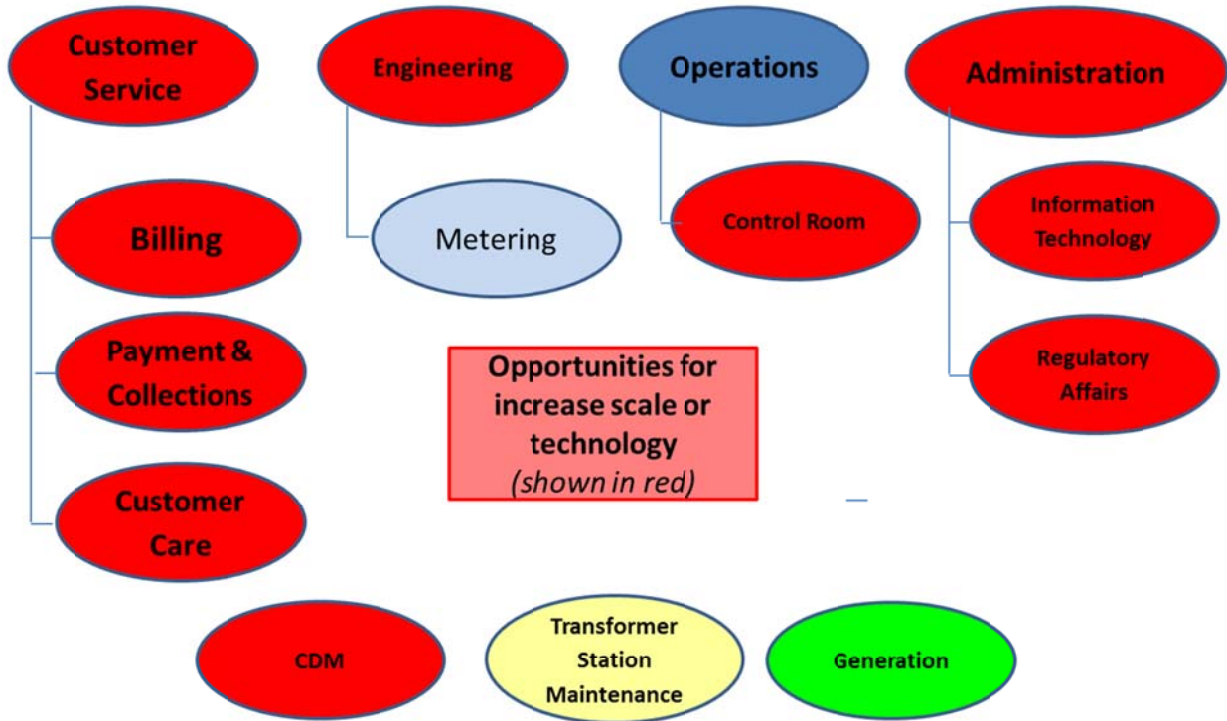 Customer
Service
Engineering
Operations
Administration
Billing
Metering
Control Room
Information
Technology
Payment &
Collections
Opportunities for
increase scale or
technology
(shown in red)
Regulatory
Affairs
Customer
Care
CDM
Transformer
Station
Maintenance
Generation